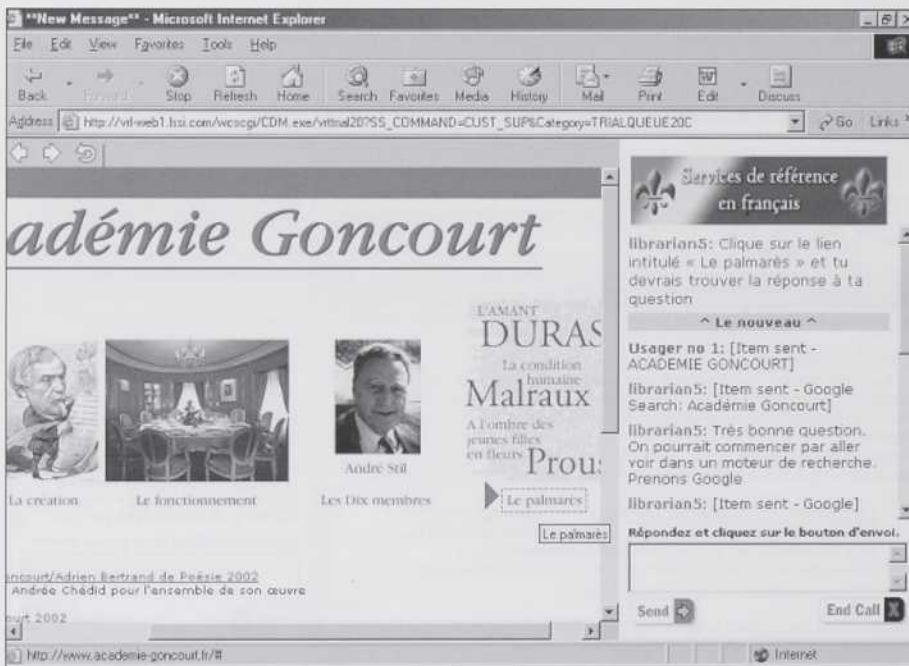 **New Message** - Microsoft Internet Explorer
File Edit View Favorites Tools Help
Back Forward Stop Refresh Home Search Favorites Media History Mail Print Edit Discuss
Address http://vrl-web1.hsi.com/wcscgi/CDM.exe/vrtrial20?SS_COMMAND=CUST_SUP&Category=TRIALQUEUE20C Go Links
adémie Goncourt
L'AMANT
DURAS
La condition
humaine
Malraux
A l'ombre des
jeunes filles
en fleurs Prou
André Stil
La création Le fonctionnement Les Dix membres Le palmarès
Le palmarès
oncourt/Adrien Bertrand de Poésie 2002
Andrée Chédid pour l'ensemble de son œuvre
ourt 2002
Services de référence
en français
librarian5: Clique sur le lien
intitulé « Le palmarès » et tu
devrais trouver la réponse à ta
question
^ Le nouveau ^
Usager no 1: [Item sent -
ACADEMIE GONCOURT]
librarian5: [Item sent - Google
Search: Académie Goncourt]
librarian5: Très bonne question.
On pourrait commencer par aller
voir dans un moteur de recherche.
Prenons Google
librarian5: [Item sent - Google]
Répondez et cliquez sur le bouton d'envoi.
Send End Call X
http://www.academie-goncourt.fr/# Internet